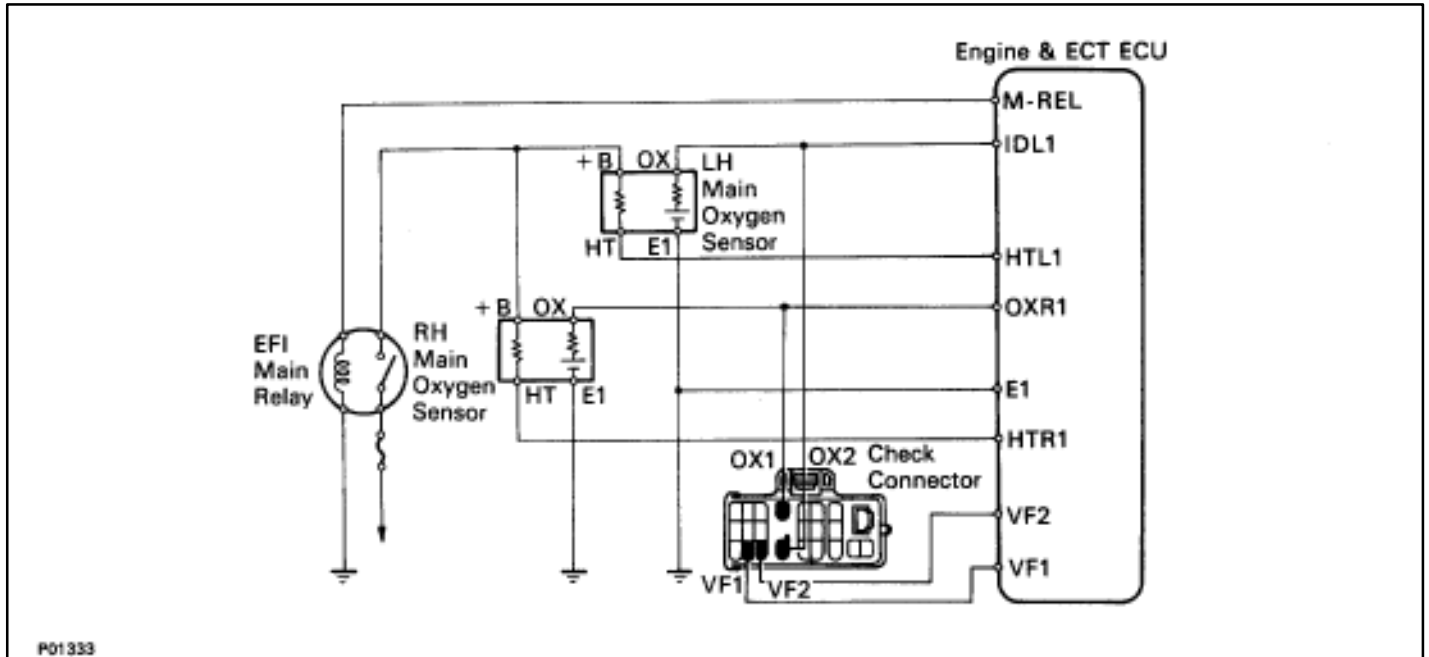 Engine & ECT ECU
M-REL
IDL1
+ B OX LH
Main
Oxygen
Sensor
HT E1
HTL1
+ B OX
OXR1
EFI
Main
Relay
RH
Main
Oxygen
Sensor
HT E1
E1
HTR1
OX1 OX2 Check
Connector
VF2
VF1 VF2
VF1
P01333